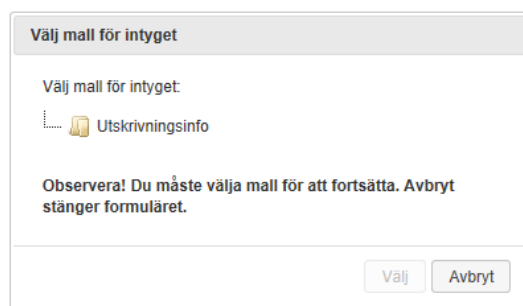 Välj mall för intyget
Välj mall för intyget:
Utskrivningsinfo
Observera! Du måste välja mall för att fortsätta. Avbryt
stänger formuläret.
Välj Avbryt